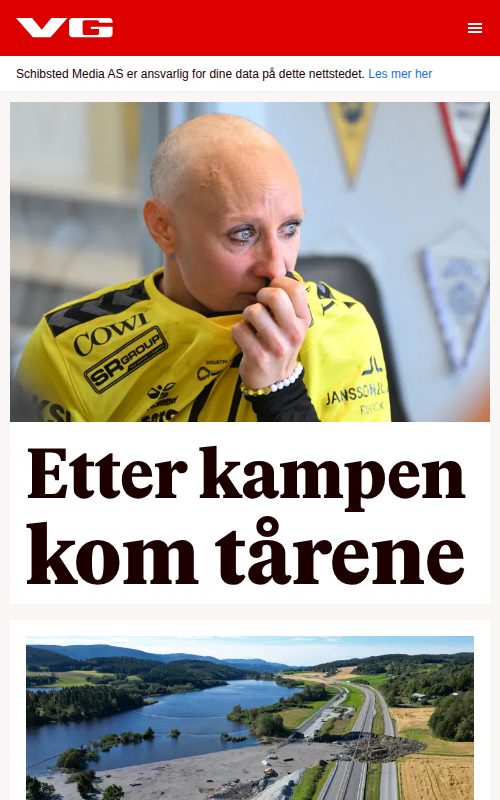 VG
Schibsted Media AS er ansvarlig for dine data på dette nettstedet. Les mer her
COWI
SR GROUP
JANSSON
Etter kampen
kom tårene